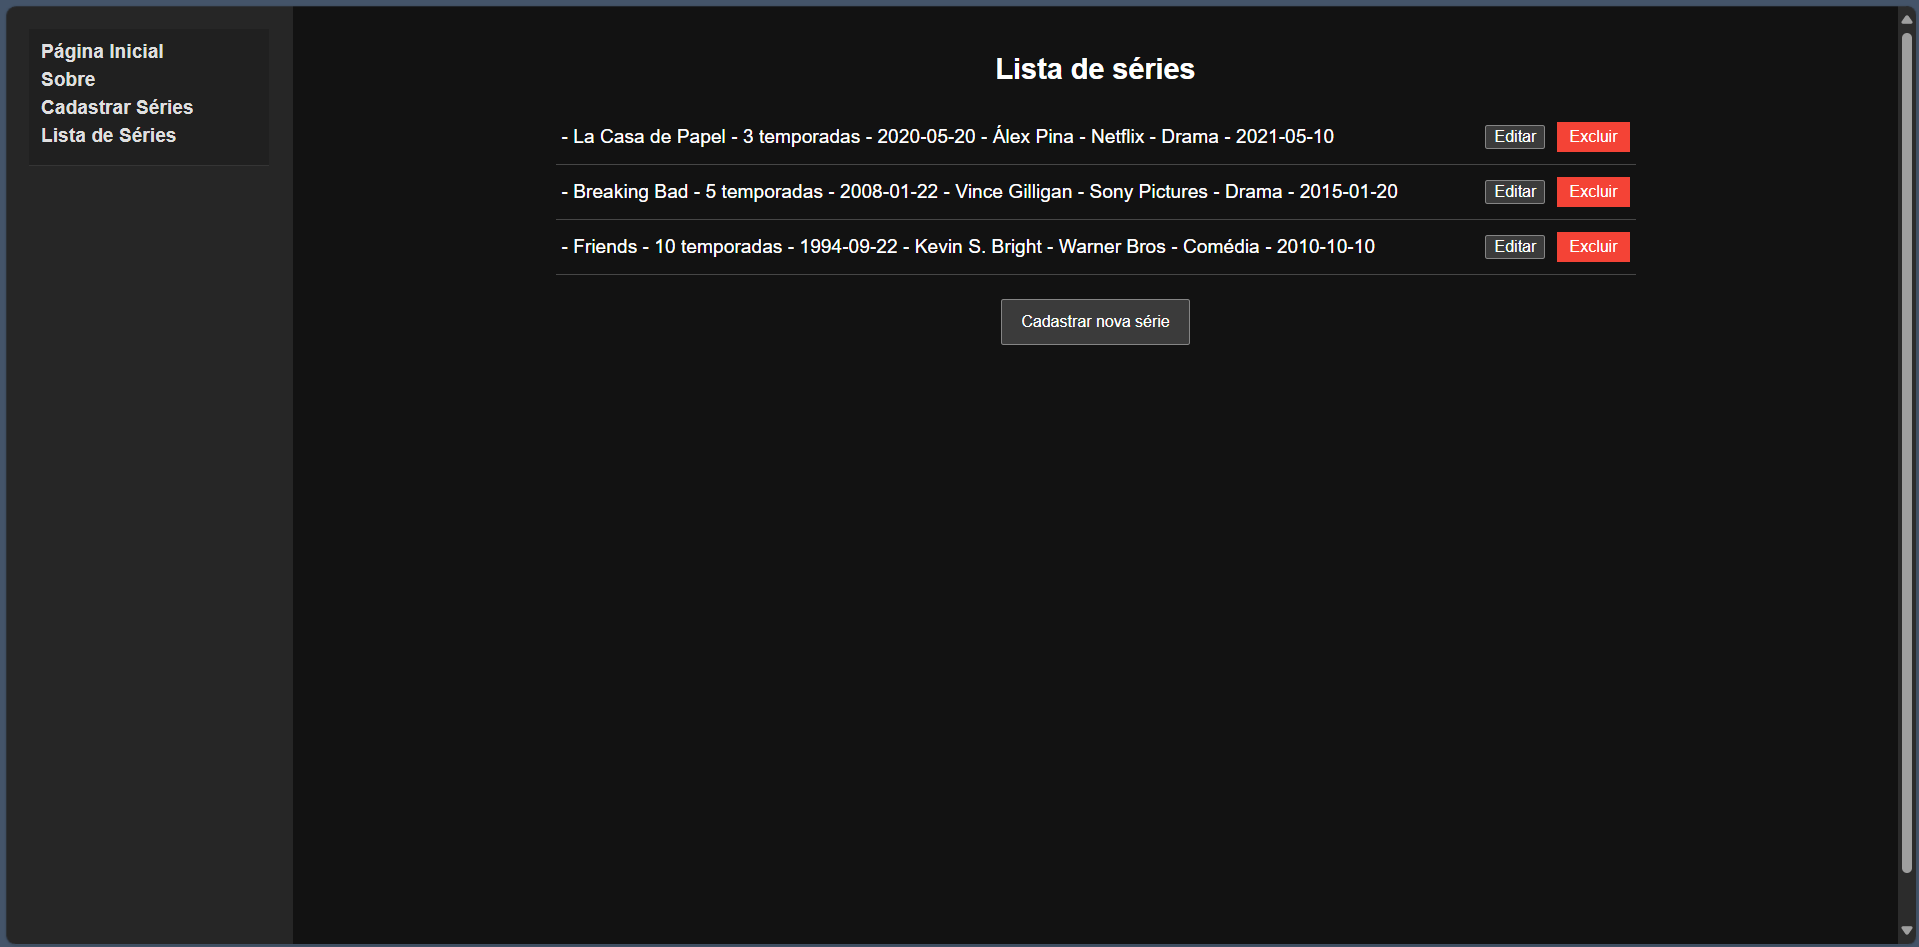 Página Inicial
Sobre
Cadastrar Séries
Lista de Séries
Lista de séries
- La Casa de Papel - 3 temporadas - 2020-05-20 - Álex Pina - Netflix - Drama - 2021-05-10 Editar Excluir
- Breaking Bad - 5 temporadas - 2008-01-22 - Vince Gilligan - Sony Pictures - Drama - 2015-01-20 Editar Excluir
- Friends - 10 temporadas - 1994-09-22 - Kevin S. Bright - Warner Bros - Comédia - 2010-10-10 Editar Excluir
Cadastrar nova série